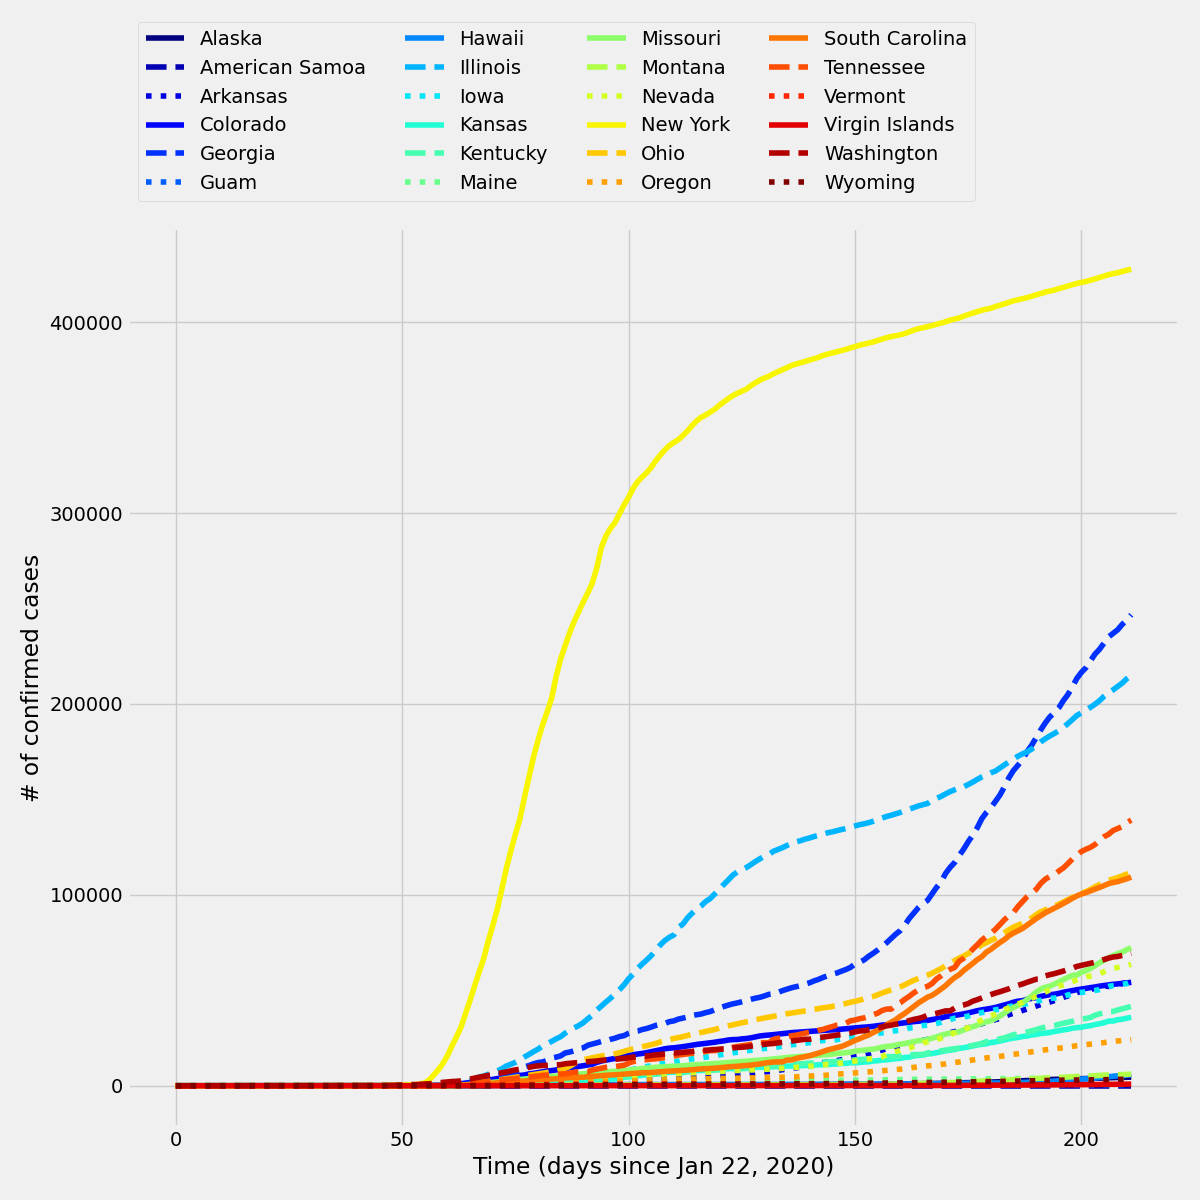 Alaska Hawaii Missouri South Carolina
American Samoa Illinois Montana Tennessee
Arkansas Iowa Nevada Vermont
Colorado Kansas New York Virgin Islands
Georgia Kentucky Ohio Washington
Guam Maine Oregon Wyoming
400000
300000
200000
100000
0
# of confirmed cases
0 50 100 150 200
Time (days since Jan 22, 2020)